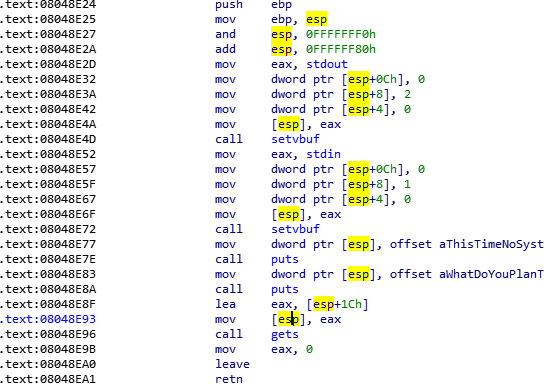 .text:08048E24 push ebp
.text:08048E25 mov ebp, esp
.text:08048E27 and esp, 0FFFFFFF0h
.text:08048E2A add esp, 0FFFFFF80h
.text:08048E2D mov eax, stdout
.text:08048E32 mov dword ptr [esp+0Ch], 0
.text:08048E3A mov dword ptr [esp+8], 2
.text:08048E42 mov dword ptr [esp+4], 0
.text:08048E4A mov [esp], eax
.text:08048E4D call setvbuf
.text:08048E52 mov eax, stdin
.text:08048E57 mov dword ptr [esp+0Ch], 0
.text:08048E5F mov dword ptr [esp+8], 1
.text:08048E67 mov dword ptr [esp+4], 0
.text:08048E6F mov [esp], eax
.text:08048E72 call setvbuf
.text:08048E77 mov dword ptr [esp], offset aThisTimeNoSyst
.text:08048E7E call puts
.text:08048E83 mov dword ptr [esp], offset aWhatDoYouPlanT
.text:08048E8A call puts
.text:08048E8F lea eax, [esp+1Ch]
.text:08048E93 mov [esp], eax
.text:08048E96 call gets
.text:08048E9B mov eax, 0
.text:08048EA0 leave
.text:08048EA1 retn